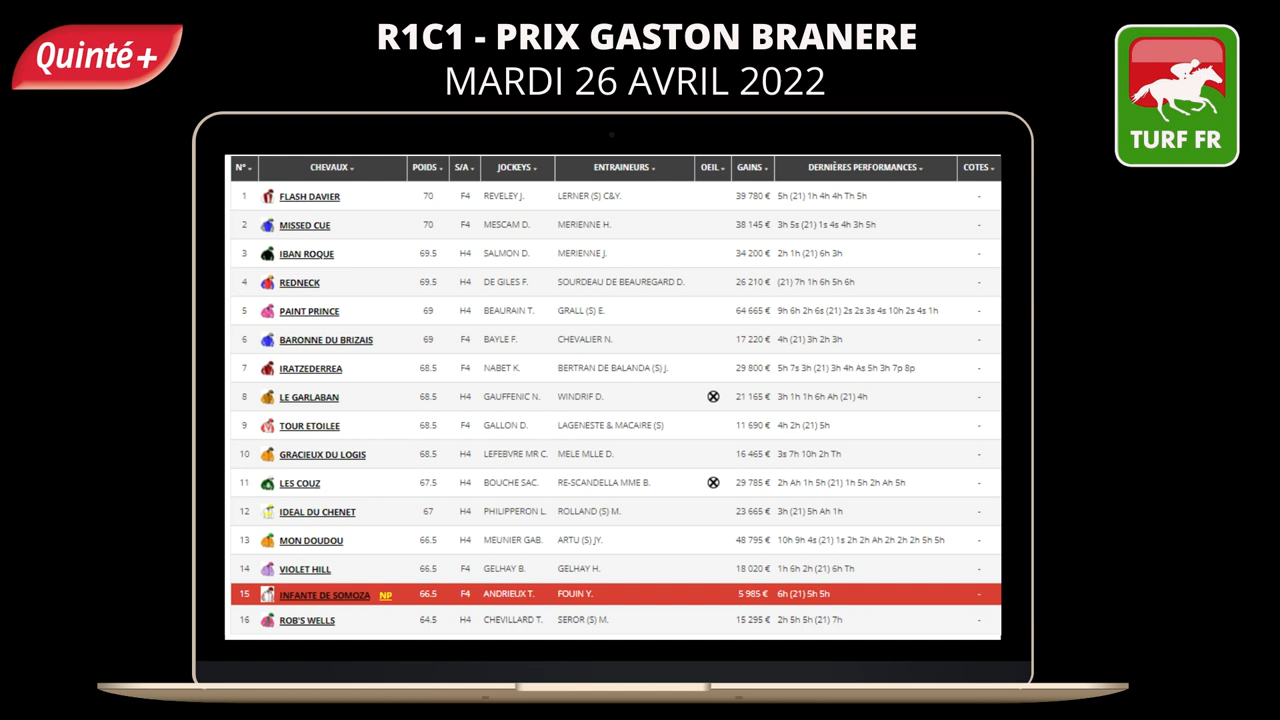 Quinté+
R1C1 - PRIX GASTON BRANERE
MARDI 26 AVRIL 2022
TURF FR
N° CHEVAUX POIDS S/A JOCKEYS ENTRAINEURS OEIL GAINS DERNIÈRES PERFORMANCES COTES
1 FLASH DAVIER 70 F4 REVELEY J. LERNER (S) C&Y. 39 780 € 5h (21) 1h 4h 4h Th 5h -
2 MISSED CUE 70 F4 MESCAM D. MERIENNE H. 38 145 € 3h 5s (21) 1s 4s 4h 3h 5h -
3 IBAN ROQUE 69.5 H4 SALMON D. MERIENNE J. 34 200 € 2h 1h (21) 6h 3h -
4 REDNECK 69.5 H4 DE GILES F. SOURDEAU DE BEAUREGARD D. 26 210 € (21) 7h 1h 6h 5h 6h -
5 PAINT PRINCE 69 H4 BEAURAIN T. GRALL (S) E. 64 665 € 9h 6h 2h 6s (21) 2s 2s 3s 4s 10h 2s 4s 1h -
6 BARONNE DU BRIZAIS 69 F4 BAYLE F. CHEVALIER N. 17 220 € 4h (21) 3h 2h 3h -
7 IRATZEDERREA 68.5 F4 NABET K. BERTRAN DE BALANDA (S) J. 29 800 € 5h 7s 3h (21) 3h 4h As 5h 3h 7p 8p -
8 LE GARLABAN 68.5 H4 GAUFFENIC N. WINDRIF D. 21 165 € 3h 1h 1h 6h Ah (21) 4h -
9 TOUR ETOILEE 68.5 F4 GALLON D. LAGENESTE & MACAIRE (S) 11 690 € 4h 2h (21) 5h -
10 GRACIEUX DU LOGIS 68.5 H4 LEFEBVRE MR C. MELE MLLE D. 16 465 € 3s 7h 10h 2h Th -
11 LES COUZ 67.5 H4 BOUCHE SAC. RE-SCANDELLA MME B. 29 785 € 2h Ah 1h 5h (21) 1h 5h 2h Ah 5h -
12 IDEAL DU CHENET 67 H4 PHILIPPERON L. ROLLAND (S) M. 23 665 € 3h (21) 5h Ah 1h -
13 MON DOUDOU 66.5 H4 MEUNIER GAB. ARTU (S) JY. 48 795 € 10h 9h 4s (21) 1s 2h 2h Ah 2h 2h 2h 5h 5h -
14 VIOLET HILL 66.5 F4 GELHAY B. GELHAY H. 18 020 € 1h 6h 2h (21) 6h Th -
15 INFANTE DE SOMOZA NP 66.5 F4 ANDRIEUX T. FOUIN Y. 5 985 € 6h (21) 5h 5h -
16 ROB'S WELLS 64.5 H4 CHEVILLARD T. SEROR (S) M. 15 295 € 2h 5h 5h (21) 7h -